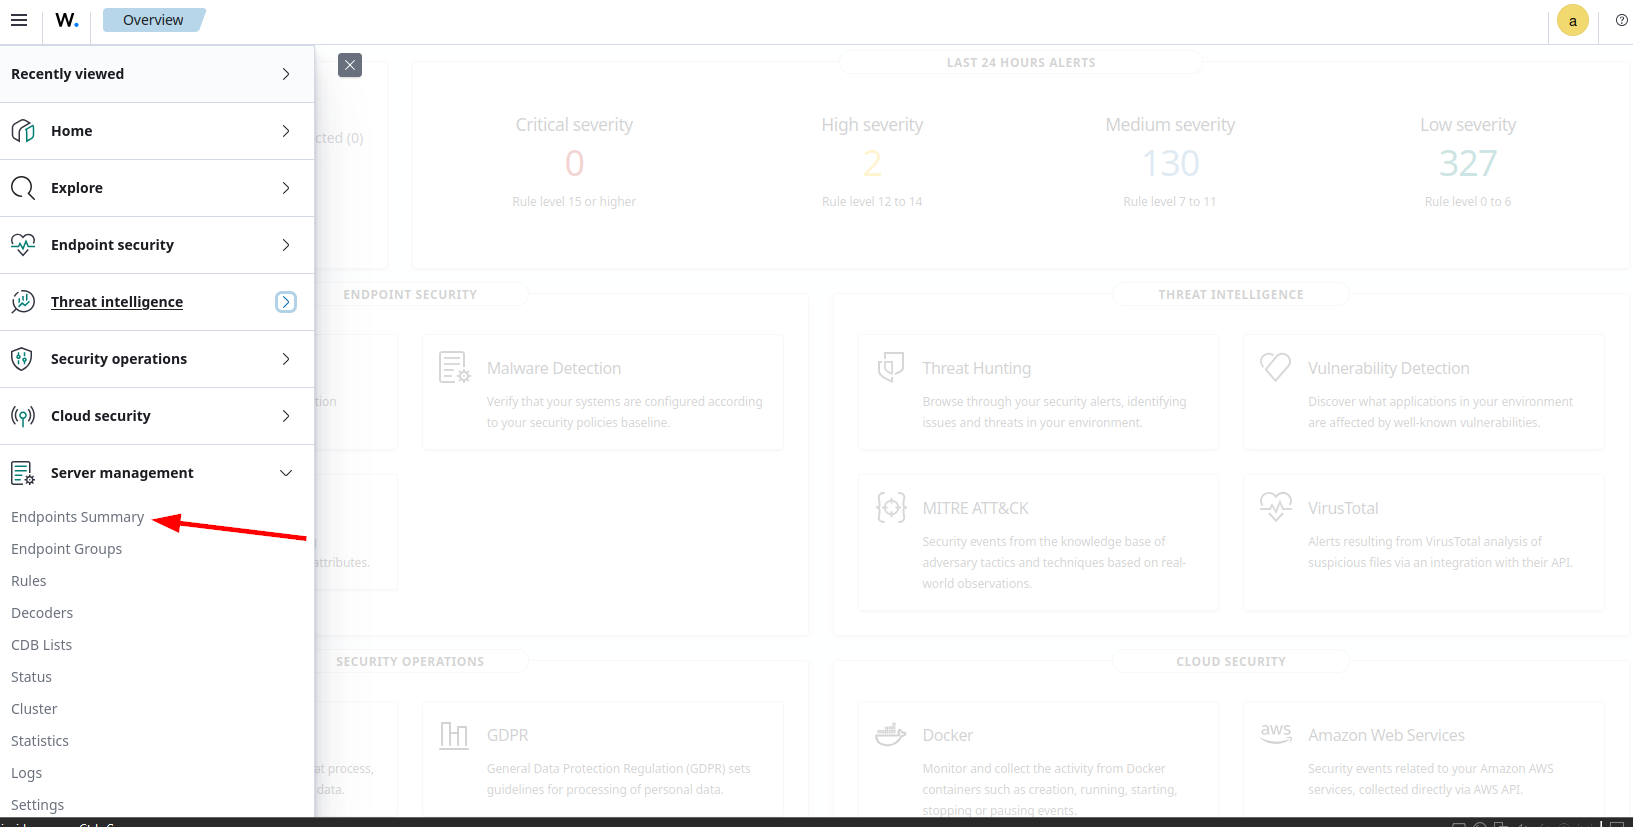 W.
Overview
a
Recently viewed
Home
Explore
Endpoint security
Threat intelligence
Security operations
Cloud security
Server management
Endpoints Summary
Endpoint Groups
Rules
Decoders
CDB Lists
Status
Cluster
Statistics
Logs
Settings
cted (0)
LAST 24 HOURS ALERTS
Critical severity
0
Rule level 15 or higher
High severity
2
Rule level 12 to 14
Medium severity
130
Rule level 7 to 11
Low severity
327
Rule level 0 to 6
ENDPOINT SECURITY
tion
Malware Detection
Verify that your systems are configured according
to your security policies baseline.
attributes.
THREAT INTELLIGENCE
Threat Hunting
Browse through your security alerts, identifying
issues and threats in your environment.
Vulnerability Detection
Discover what applications in your environment
are affected by well-known vulnerabilities.
MITRE ATT&CK
Security events from the knowledge base of
adversary tactics and techniques based on real-
world observations.
VirusTotal
Alerts resulting from VirusTotal analysis of
suspicious files via an integration with their API.
SECURITY OPERATIONS
at process,
data.
GDPR
General Data Protection Regulation (GDPR) sets
guidelines for processing of personal data.
CLOUD SECURITY
Docker
Monitor and collect the activity from Docker
containers such as creation, running, starting,
stopping or pausing events.
aws
Amazon Web Services
Security events related to your Amazon AWS
services, collected directly via AWS API.